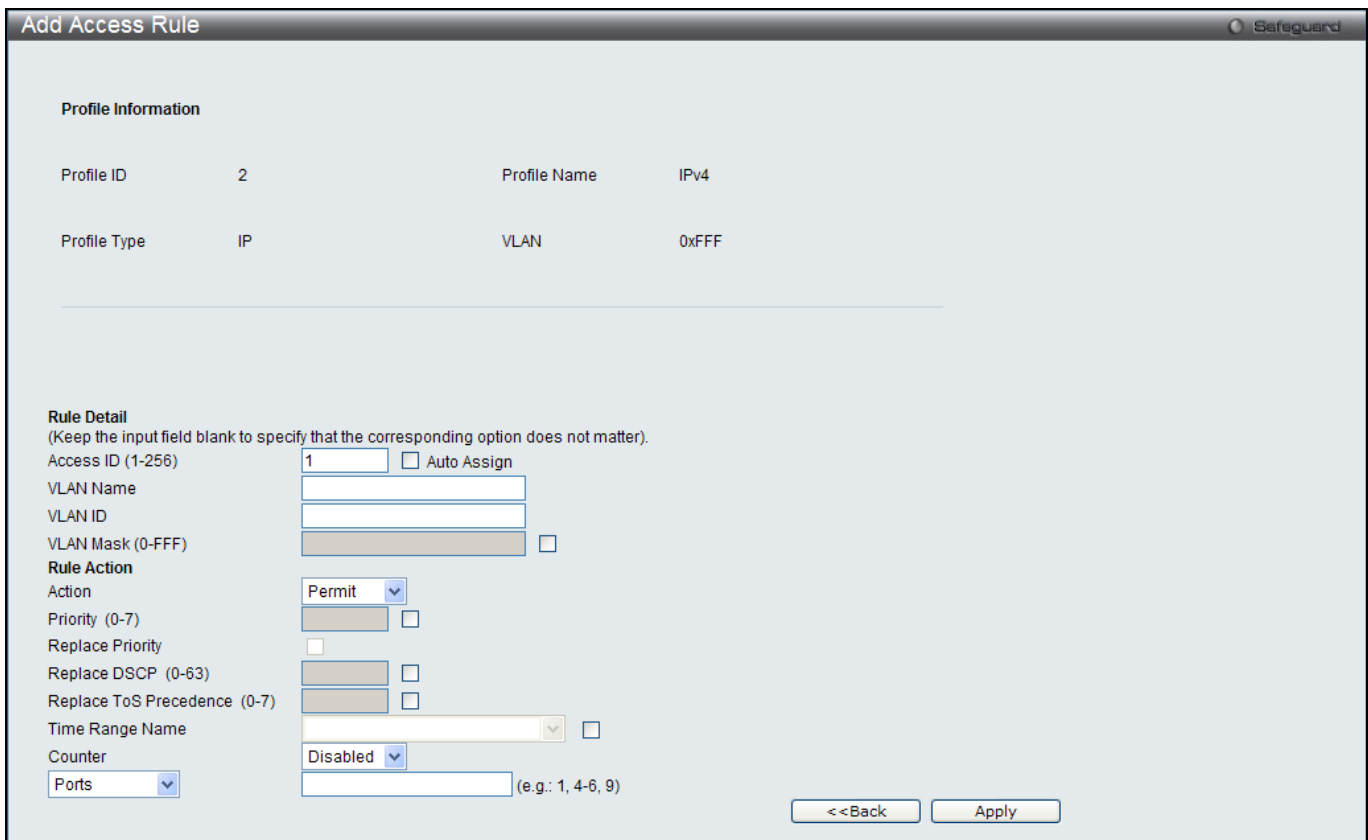 Add Access Rule Safeguard
Profile Information
Profile ID 2 Profile Name IPv4
Profile Type IP VLAN 0xFFF
Rule Detail
(Keep the input field blank to specify that the corresponding option does not matter).
Access ID (1-256) 1 Auto Assign
VLAN Name
VLAN ID
VLAN Mask (0-FFF)
Rule Action
Action Permit
Priority (0-7)
Replace Priority
Replace DSCP (0-63)
Replace ToS Precedence (0-7)
Time Range Name
Counter Disabled
Ports (e.g.: 1, 4-6, 9)
<<Back Apply